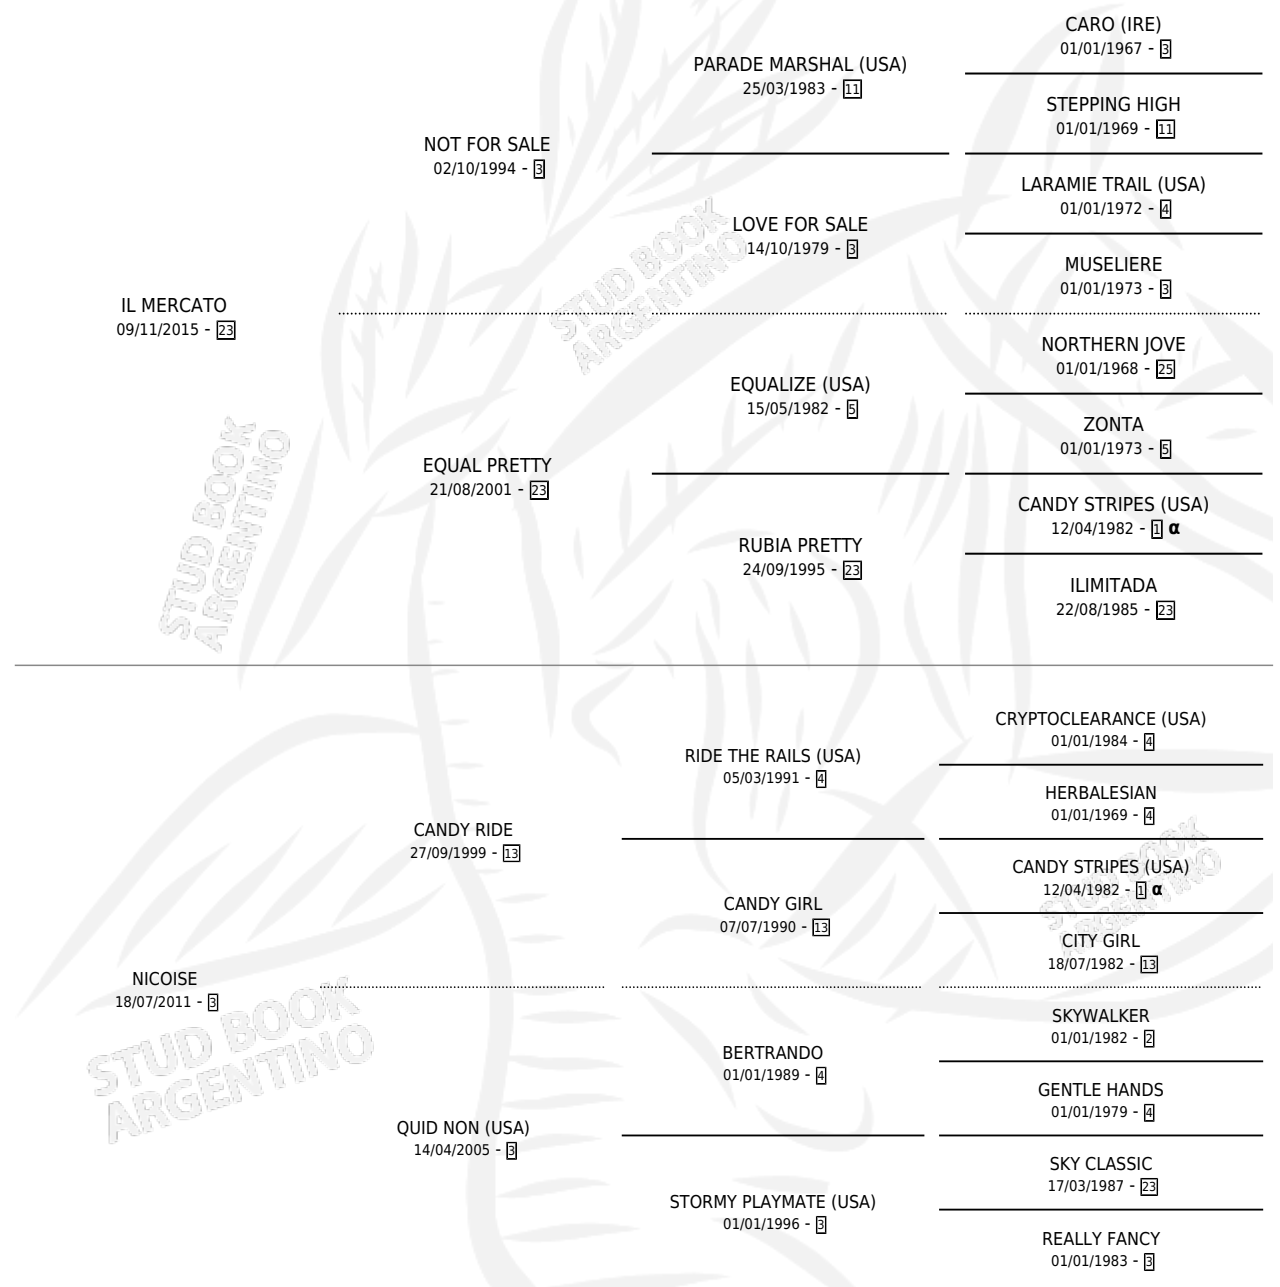 CARO (IRE)
01/01/1967 - 3
PARADE MARSHAL (USA)
25/03/1983 - 11
STEPPING HIGH
01/01/1969 - 11
NOT FOR SALE
02/10/1994 - 3
LARAMIE TRAIL (USA)
01/01/1972 - 4
LOVE FOR SALE
14/10/1979 - 3
MUSELIERE
01/01/1973 - 3
IL MERCATO
09/11/2015 - 23
STUD BOOK
ARGENTINO
NORTHERN JOVE
01/01/1968 - 25
EQUALIZE (USA)
15/05/1982 - 5
ZONTA
01/01/1973 - 5
EQUAL PRETTY
21/08/2001 - 23
CANDY STRIPES (USA)
12/04/1982 - 1 α
RUBIA PRETTY
24/09/1995 - 23
ILIMITADA
22/08/1985 - 23
STUD BOOK
ARGENTINO
CRYPTOCLEARANCE (USA)
01/01/1984 - 4
RIDE THE RAILS (USA)
05/03/1991 - 4
HERBALESIAN
01/01/1969 - 4
CANDY RIDE
27/09/1999 - 13
CANDY STRIPES (USA)
12/04/1982 - 1 α
STUD BOOK
ARGENTINO
CANDY GIRL
07/07/1990 - 13
CITY GIRL
18/07/1982 - 13
NICOISE
18/07/2011 - 3
STUD BOOK
ARGENTINO
SKYWALKER
01/01/1982 - 2
BERTRANDO
01/01/1989 - 4
GENTLE HANDS
01/01/1979 - 4
QUID NON (USA)
14/04/2005 - 3
SKY CLASSIC
17/03/1987 - 23
STORMY PLAYMATE (USA)
01/01/1996 - 3
REALLY FANCY
01/01/1983 - 3